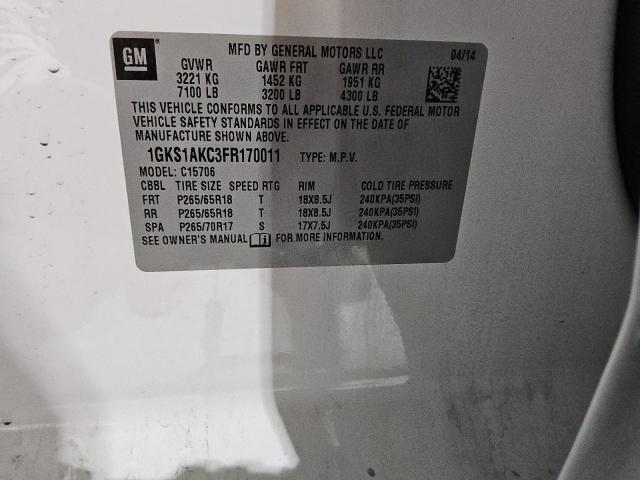 GM
MFD BY GENERAL MOTORS LLC 04/14
GVWR GAWR FRT GAWR RR
3221 KG 1452 KG 1951 KG
7100 LB 3200 LB 4300 LB
THIS VEHICLE CONFORMS TO ALL APPLICABLE U.S. FEDERAL MOTOR
VEHICLE SAFETY STANDARDS IN EFFECT ON THE DATE OF
MANUFACTURE SHOWN ABOVE.
1GKS1AKC3FR170011 TYPE: M.P.V.
MODEL: C15706
CBBL TIRE SIZE SPEED RTG RIM COLD TIRE PRESSURE
FRT P265/65R18 T 18X8.5J 240KPA(35PSI)
RR P265/65R18 T 18X8.5J 240KPA(35PSI)
SPA P265/70R17 S 17X7.5J 240KPA(35PSI)
SEE OWNER'S MANUAL FOR MORE INFORMATION.